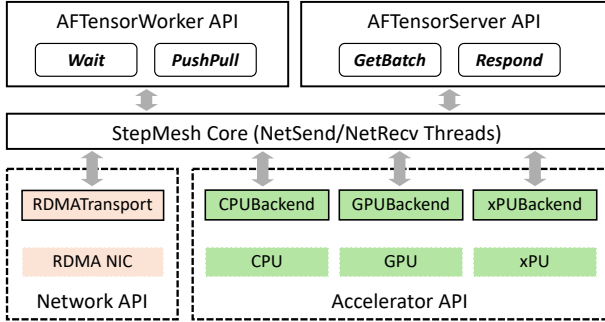 AFTensorWorker API
AFTensorServer API
Wait
PushPull
GetBatch
Respond
StepMesh Core (NetSend/NetRecv Threads)
RDMATransport
CPUBackend
GPUBackend
xPUBackend
RDMA NIC
CPU
GPU
xPU
Network API
Accelerator API